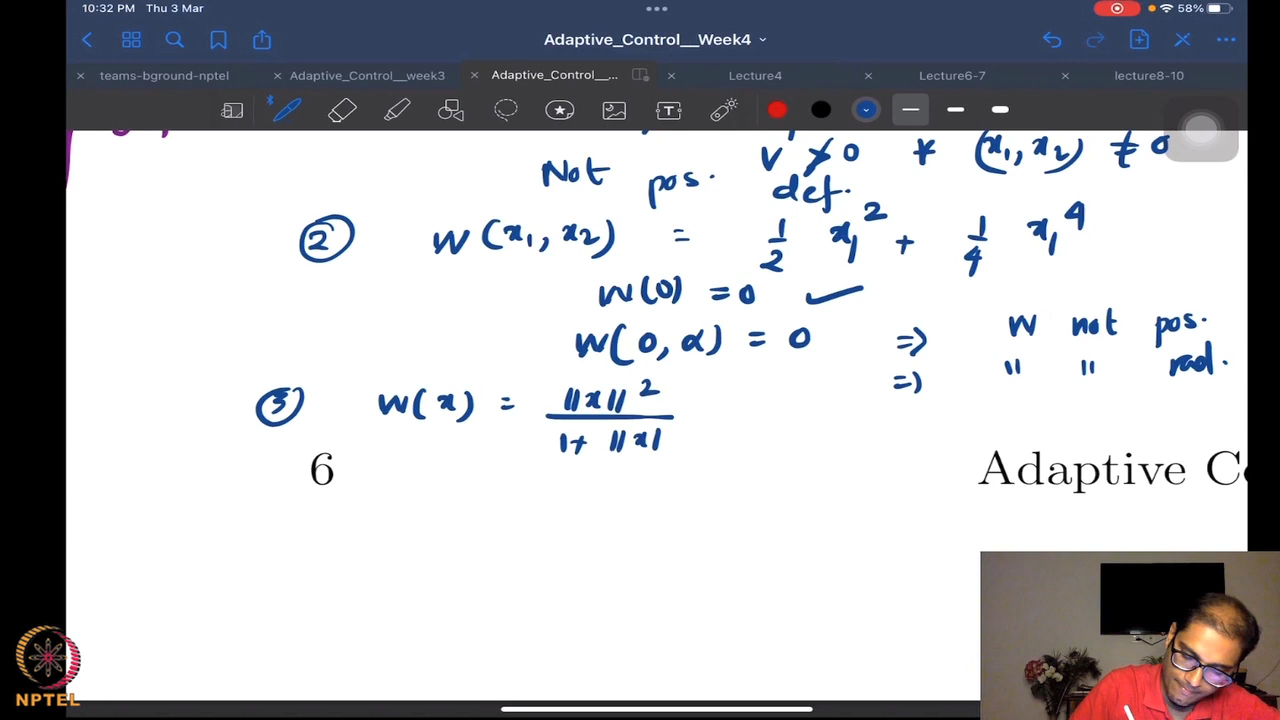 10:32 PM Thu 3 Mar
58%
Adaptive_Control__Week4
teams-bground-nptel
Adaptive_Control__week3
Adaptive_Control__...
Lecture4
Lecture6-7
lecture8-10
V ≯ 0 * (x₁, x₂) ≠ 0
Not pos. def.
② W(x₁, x₂) = 1/2 x₁² + 1/4 x₁⁴
W(0) = 0 ✓
W(0, α) = 0 => W not pos.
=> " " rad.
③ W(x) = ||x||² / 1+ ||x|
6
Adaptive Co
NPTEL